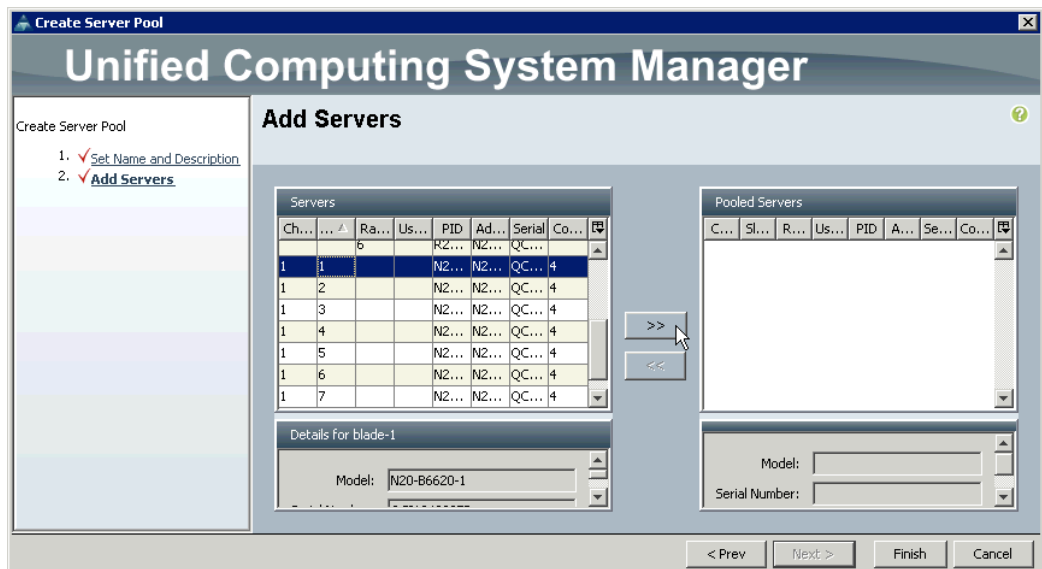 Create Server Pool
Unified Computing System Manager
Create Server Pool
1. Set Name and Description
2. Add Servers
Add Servers
Servers
Ch... ... Ra... Us... PID Ad... Serial Co...
6 R2... N2... QC...
1 1 N2... N2... QC... 4
1 2 N2... N2... QC... 4
1 3 N2... N2... QC... 4
1 4 N2... N2... QC... 4
1 5 N2... N2... QC... 4
1 6 N2... N2... QC... 4
1 7 N2... N2... QC... 4
>>
<<
Pooled Servers
C... Sl... R... Us... PID A... Se... Co...
Details for blade-1
Model: N20-B6620-1
Model:
Serial Number:
< Prev Next > Finish Cancel